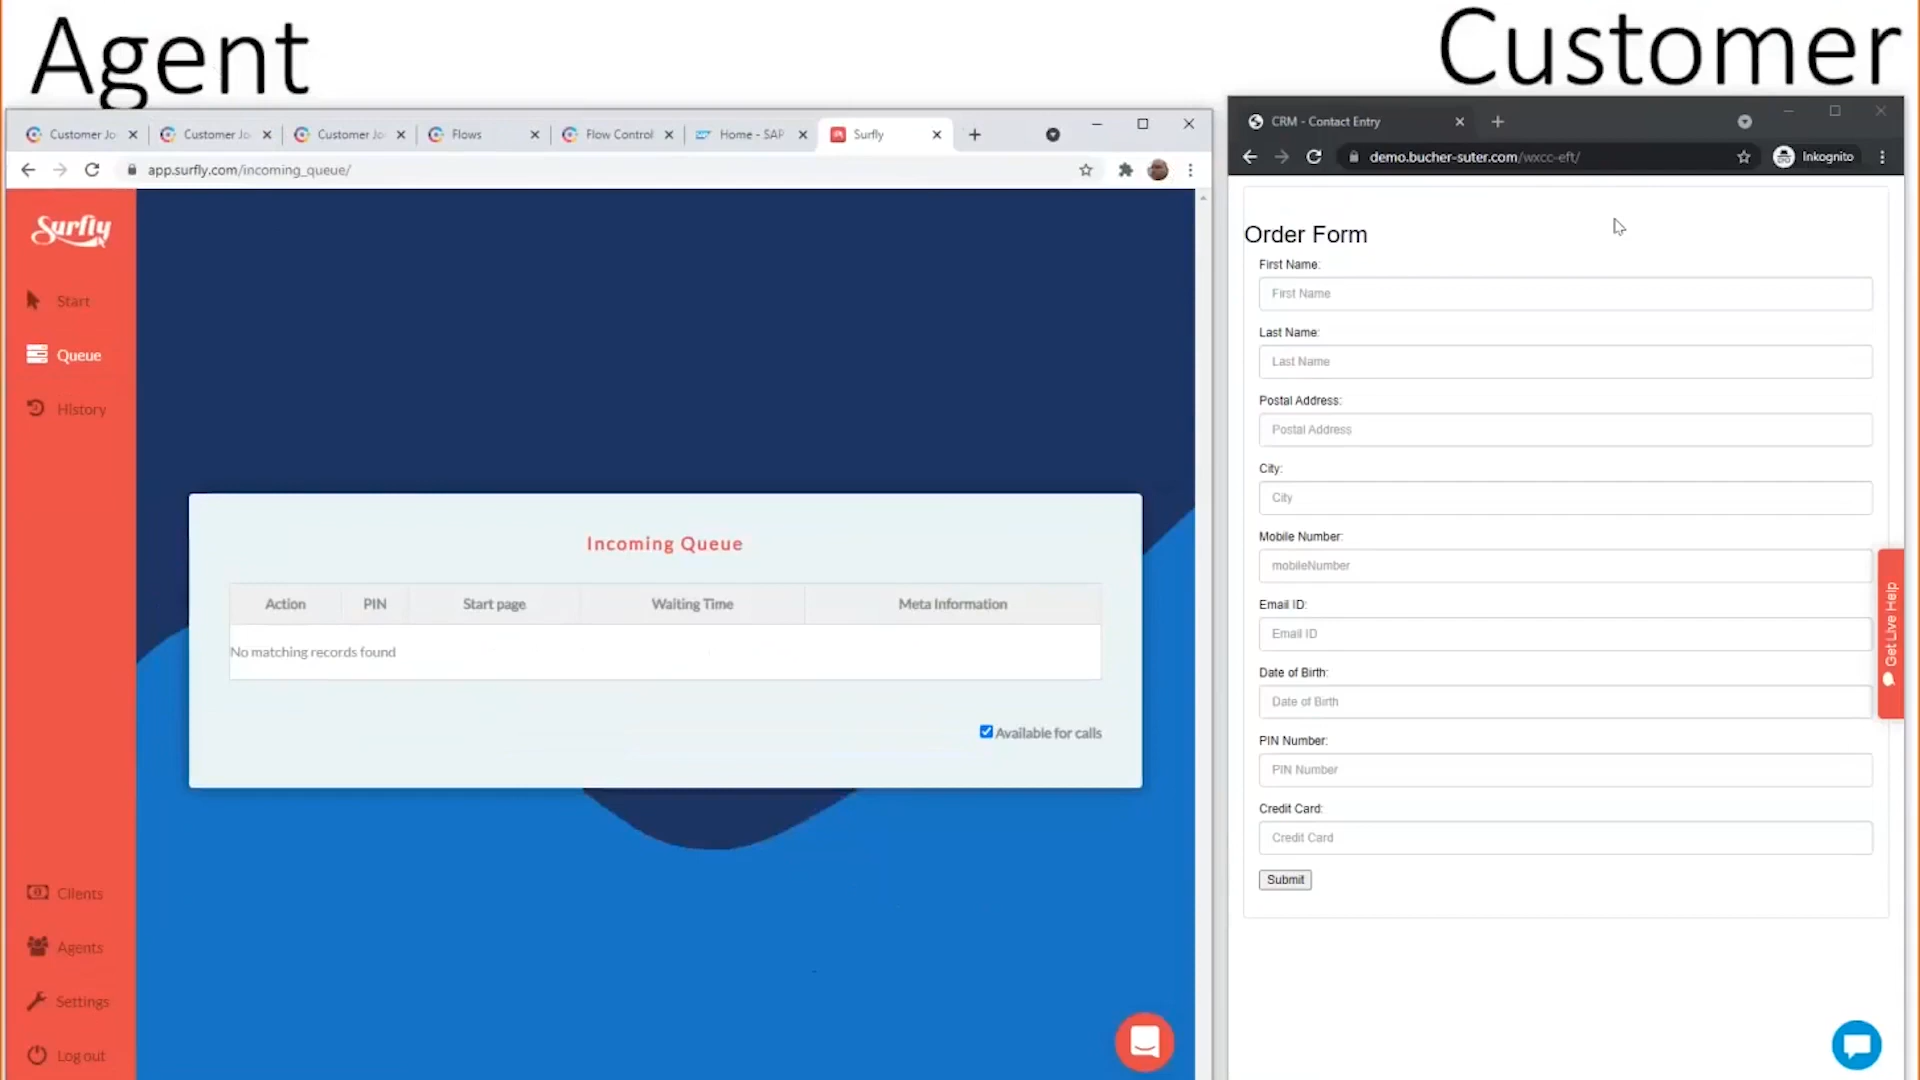 Agent
Customer
Customer Jo
Customer Jo
Customer Jo
Flows
Flow Control
Home - SAP
Surfly
app.surfly.com/incoming_queue/
Surfly
Start
Queue
History
Clients
Agents
Settings
Log out
Incoming Queue
Action PIN Start page Waiting Time Meta Information
No matching records found
Available for calls
CRM - Contact Entry
demo.bucher-suter.com/wxcc-eft/
Inkognito
Order Form
First Name:
First Name
Last Name:
Last Name
Postal Address:
Postal Address
City:
City
Mobile Number:
mobileNumber
Email ID:
Email ID
Date of Birth:
Date of Birth
PIN Number:
PIN Number
Credit Card:
Credit Card
Submit
Get Live Help